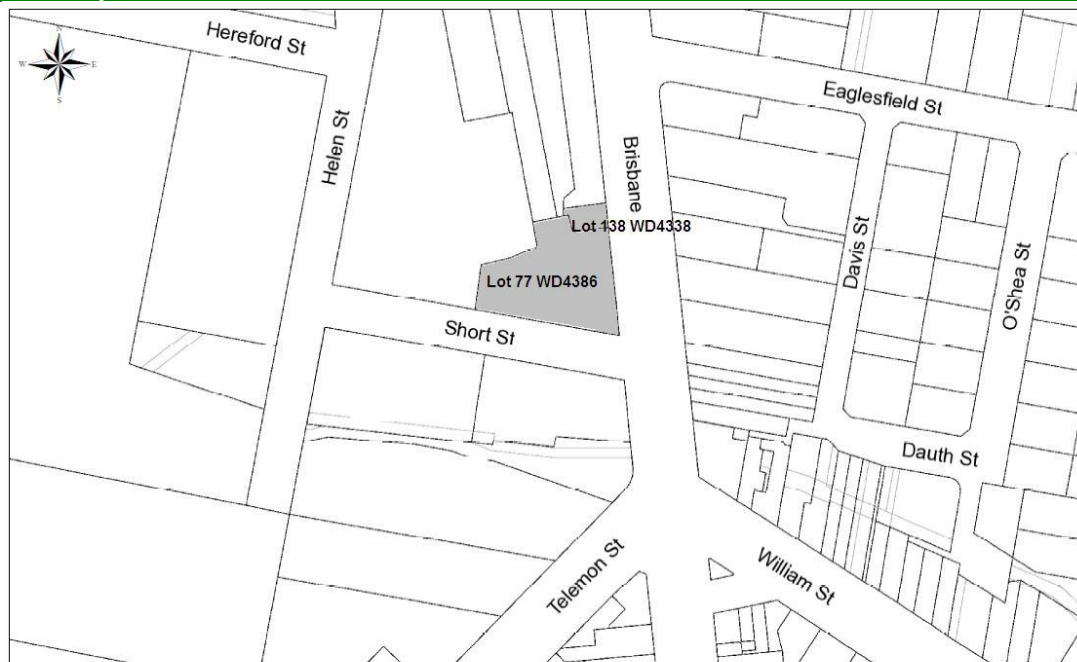 Hereford St
N
W E
S
Helen St
Brisbane
Eaglesfield St
Lot 138 WD4338
Davis St
O'Shea St
Lot 77 WD4386
Short St
Dauth St
Telemon St
William St